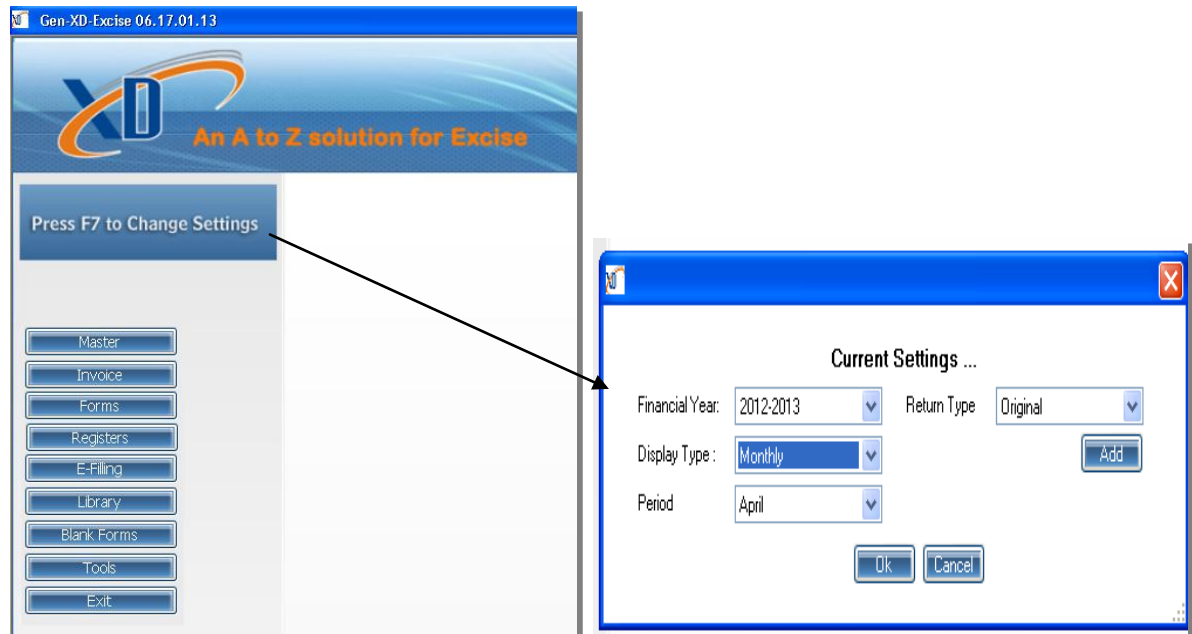 Gen-XD-Excise 06.17.01.13
XD
An A to Z solution for Excise
Press F7 to Change Settings
Master
Invoice
Forms
Registers
E-Filling
Library
Blank Forms
Tools
Exit
Current Settings ...
Financial Year: 2012-2013 Return Type Original
Display Type : Monthly Add
Period April
Ok Cancel